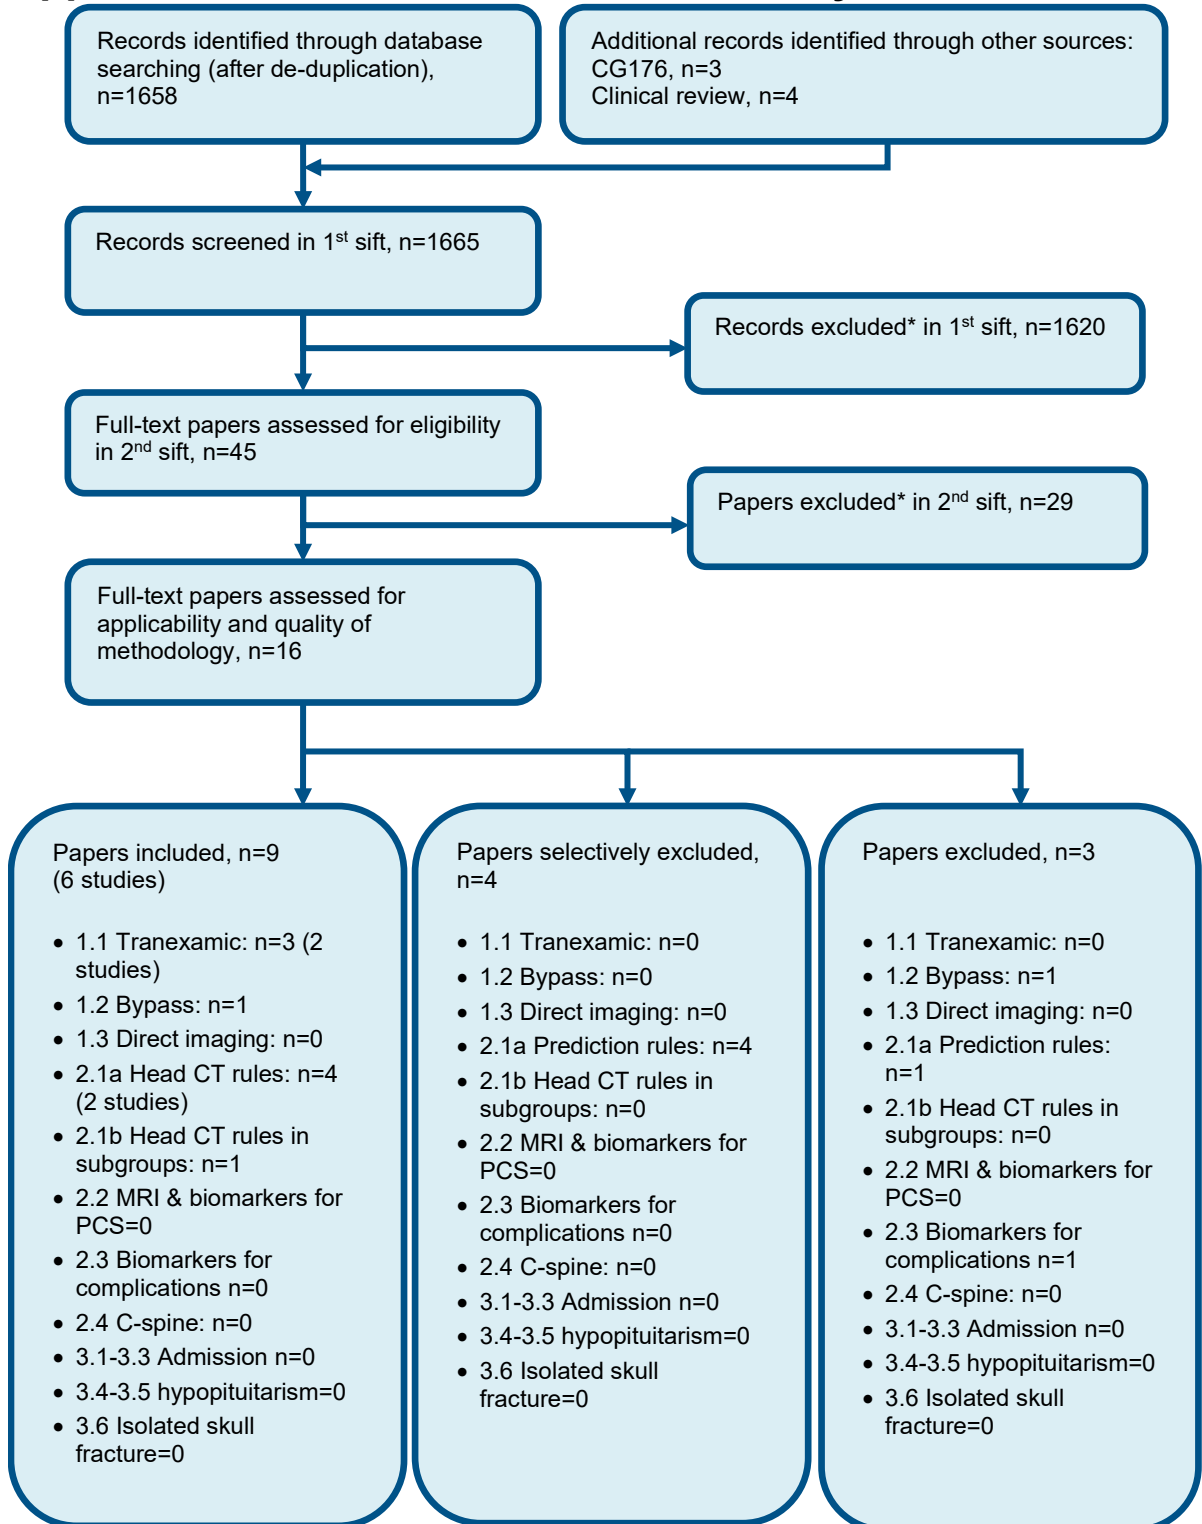 Records identified through database
searching (after de-duplication),
n=1658
Additional records identified through other sources:
CG176, n=3
Clinical review, n=4
Records screened in 1st sift, n=1665
Records excluded* in 1st sift, n=1620
Full-text papers assessed for eligibility
in 2nd sift, n=45
Papers excluded* in 2nd sift, n=29
Full-text papers assessed for
applicability and quality of
methodology, n=16
Papers included, n=9
(6 studies)
• 1.1 Tranexamic: n=3 (2
studies)
• 1.2 Bypass: n=1
• 1.3 Direct imaging: n=0
• 2.1a Head CT rules: n=4
(2 studies)
• 2.1b Head CT rules in
subgroups: n=1
• 2.2 MRI & biomarkers for
PCS=0
• 2.3 Biomarkers for
complications n=0
• 2.4 C-spine: n=0
• 3.1-3.3 Admission n=0
• 3.4-3.5 hypopituitarism=0
• 3.6 Isolated skull
fracture=0
Papers selectively excluded,
n=4
• 1.1 Tranexamic: n=0
• 1.2 Bypass: n=0
• 1.3 Direct imaging: n=0
• 2.1a Prediction rules: n=4
• 2.1b Head CT rules in
subgroups: n=0
• 2.2 MRI & biomarkers for
PCS=0
• 2.3 Biomarkers for
complications n=0
• 2.4 C-spine: n=0
• 3.1-3.3 Admission n=0
• 3.4-3.5 hypopituitarism=0
• 3.6 Isolated skull
fracture=0
Papers excluded, n=3
• 1.1 Tranexamic: n=0
• 1.2 Bypass: n=1
• 1.3 Direct imaging: n=0
• 2.1a Prediction rules:
n=1
• 2.1b Head CT rules in
subgroups: n=0
• 2.2 MRI & biomarkers for
PCS=0
• 2.3 Biomarkers for
complications n=1
• 2.4 C-spine: n=0
• 3.1-3.3 Admission n=0
• 3.4-3.5 hypopituitarism=0
• 3.6 Isolated skull
fracture=0